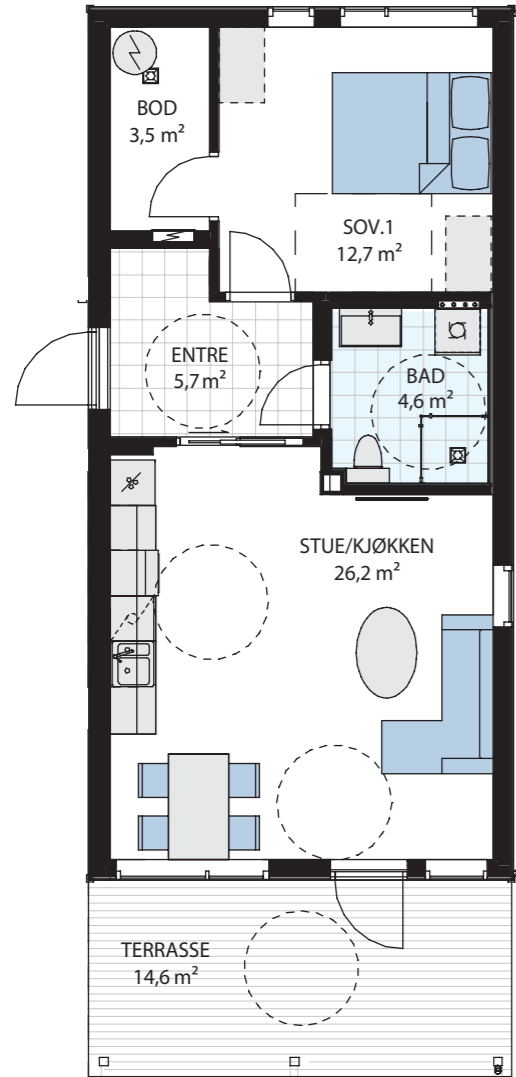 BOD
3,5 m²
SOV.1
12,7 m²
ENTRE
5,7 m²
BAD
4,6 m²
STUE/KJØKKEN
26,2 m²
TERRASSE
14,6 m²